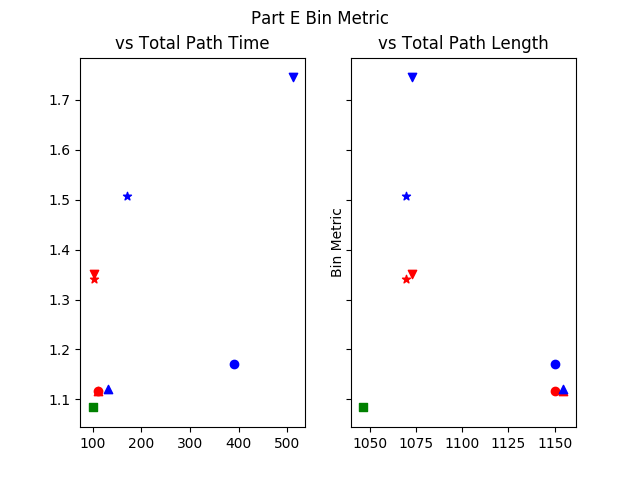 Part E Bin Metric
vs Total Path Time
vs Total Path Length
1.7
1.6
1.5
1.4
1.3
1.2
1.1
Bin Metric
100 200 300 400 500
1050 1075 1100 1125 1150